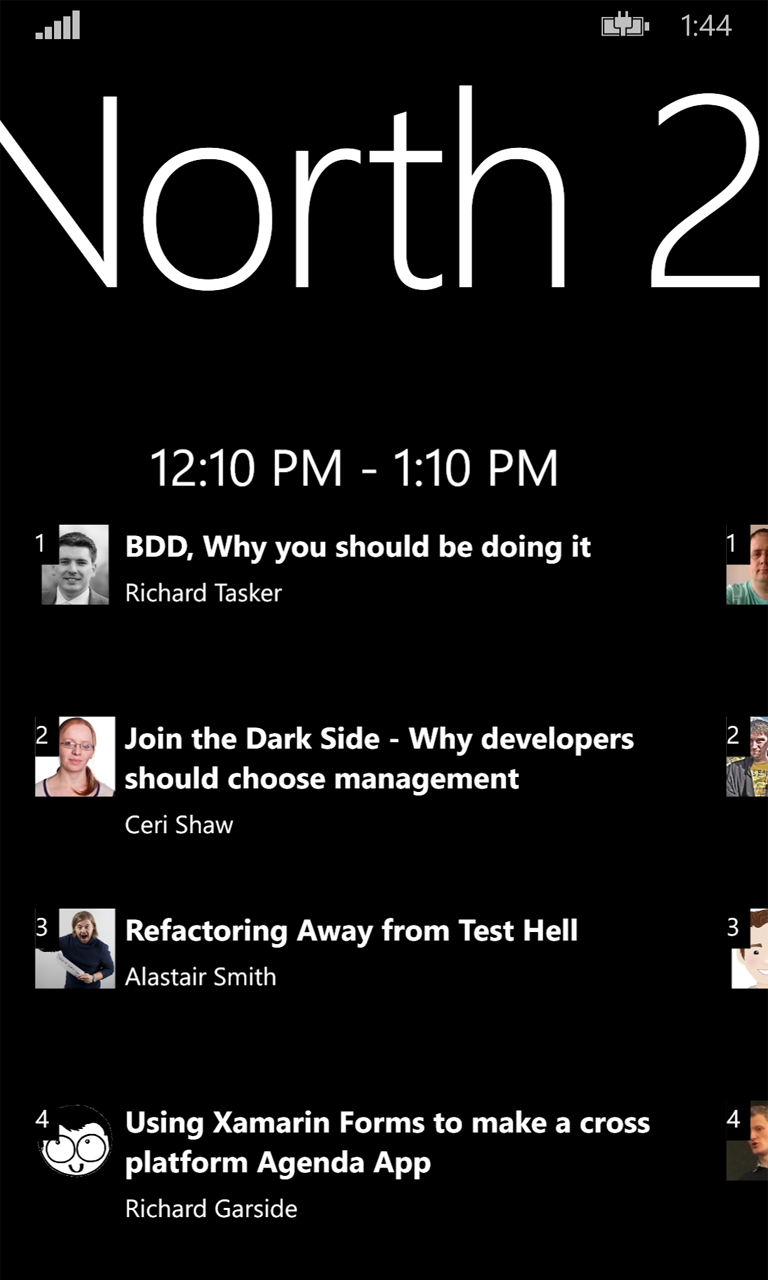 1:44
North 2
12:10 PM - 1:10 PM
1
BDD, Why you should be doing it
Richard Tasker
1
2
Join the Dark Side - Why developers
should choose management
Ceri Shaw
2
3
Refactoring Away from Test Hell
Alastair Smith
3
4
Using Xamarin Forms to make a cross
platform Agenda App
Richard Garside
4